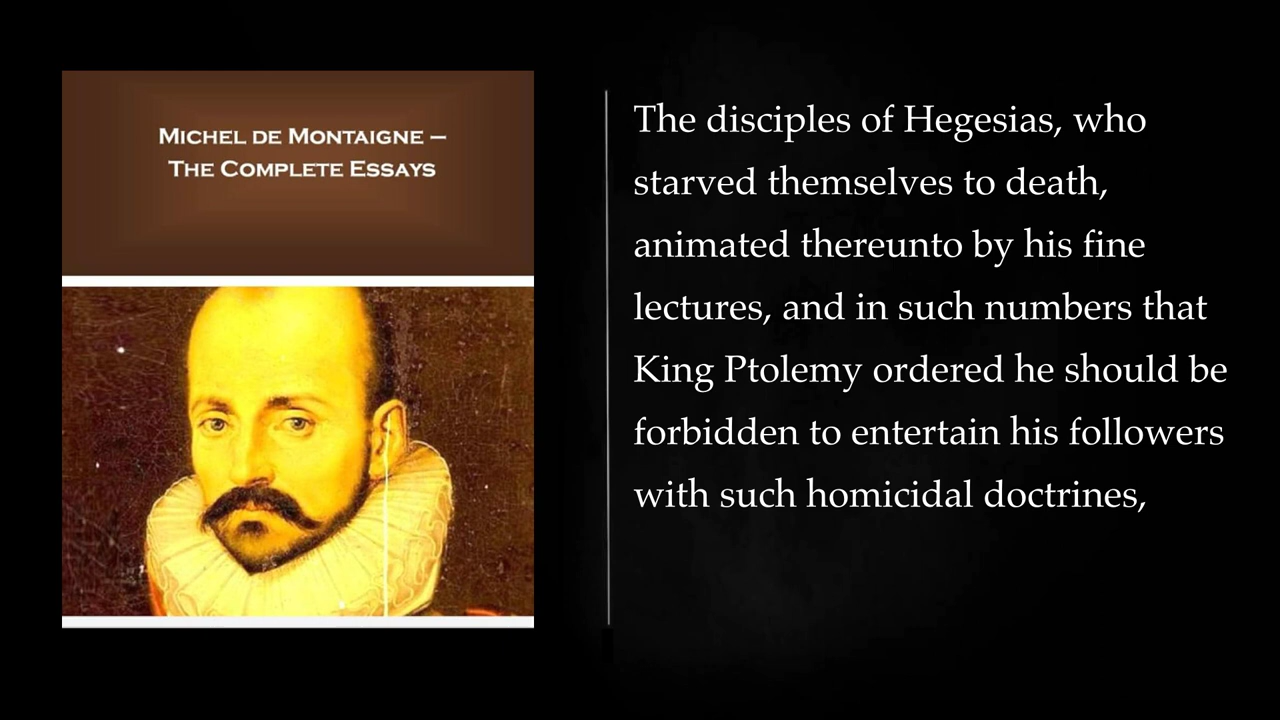 MICHEL DE MONTAIGNE –
THE COMPLETE ESSAYS
The disciples of Hegesias, who
starved themselves to death,
animated thereunto by his fine
lectures, and in such numbers that
King Ptolemy ordered he should be
forbidden to entertain his followers
with such homicidal doctrines,